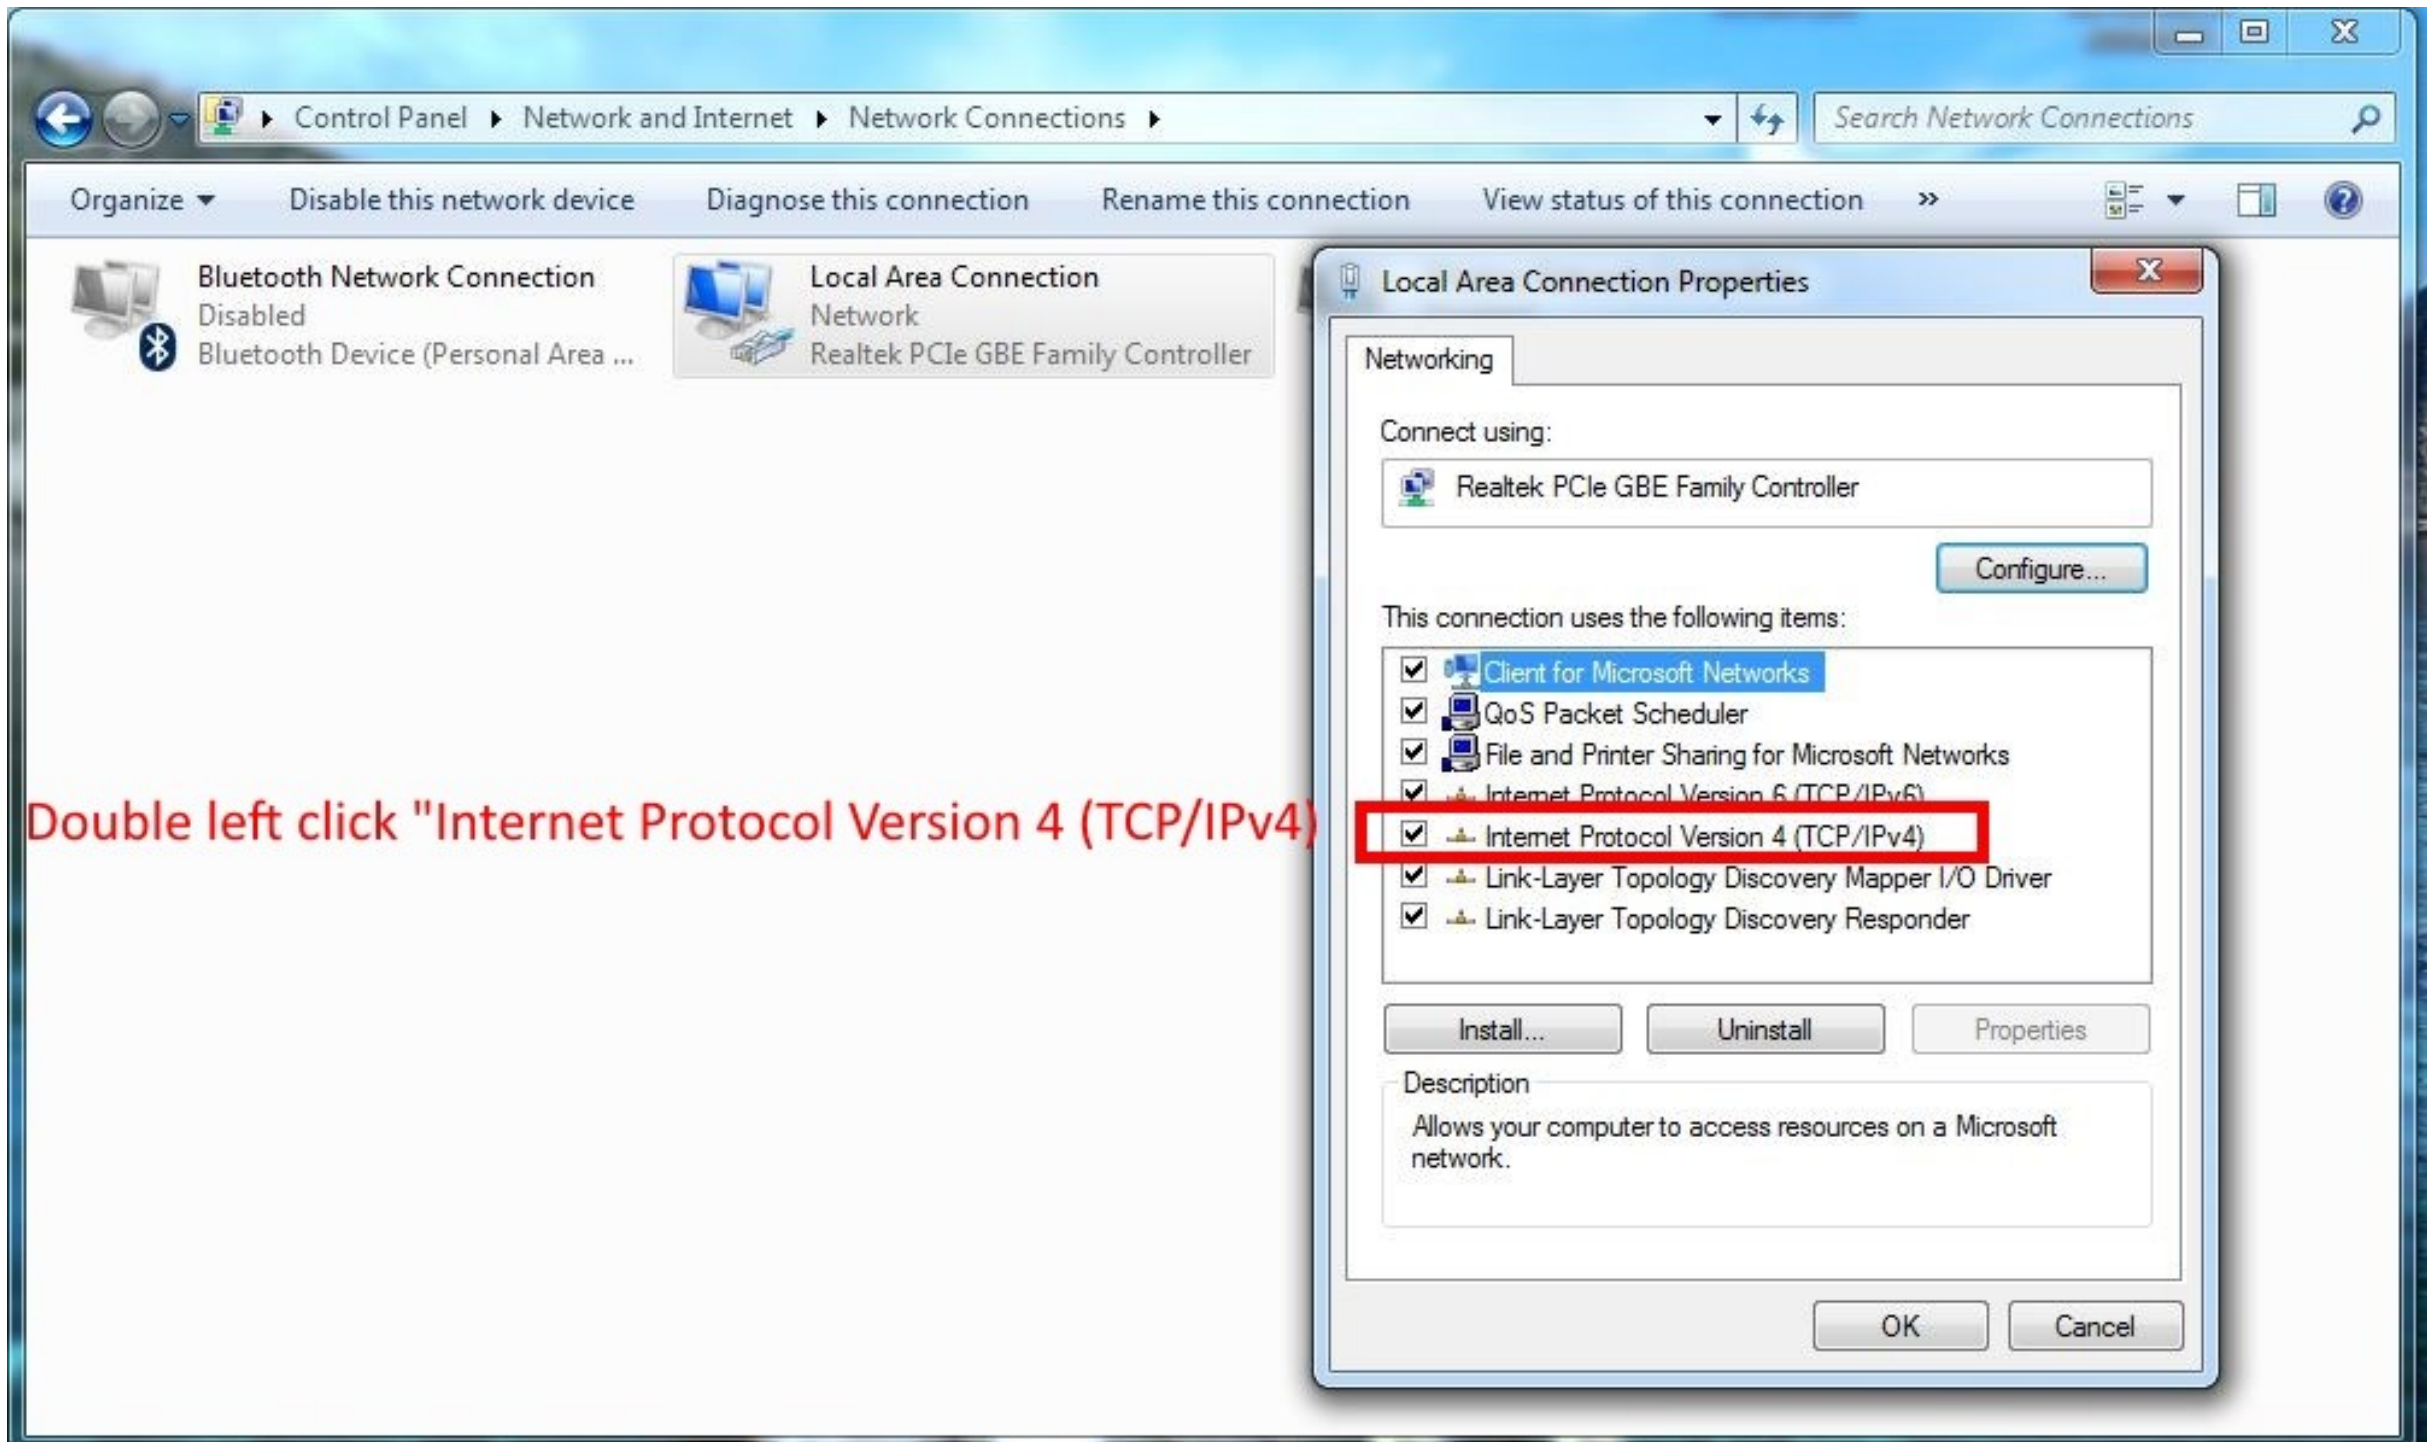 Control Panel Network and Internet Network Connections
Search Network Connections
Organize Disable this network device Diagnose this connection Rename this connection View status of this connection »
Bluetooth Network Connection
Disabled
Bluetooth Device (Personal Area ...
Local Area Connection
Network
Realtek PCIe GBE Family Controller
Local Area Connection Properties
Networking
Connect using:
Realtek PCIe GBE Family Controller
Configure...
This connection uses the following items:
Client for Microsoft Networks
QoS Packet Scheduler
File and Printer Sharing for Microsoft Networks
Internet Protocol Version 6 (TCP/IPv6)
Double left click "Internet Protocol Version 4 (TCP/IPv4)
Internet Protocol Version 4 (TCP/IPv4)
Link-Layer Topology Discovery Mapper I/O Driver
Link-Layer Topology Discovery Responder
Install... Uninstall Properties
Description
Allows your computer to access resources on a Microsoft
network.
OK Cancel